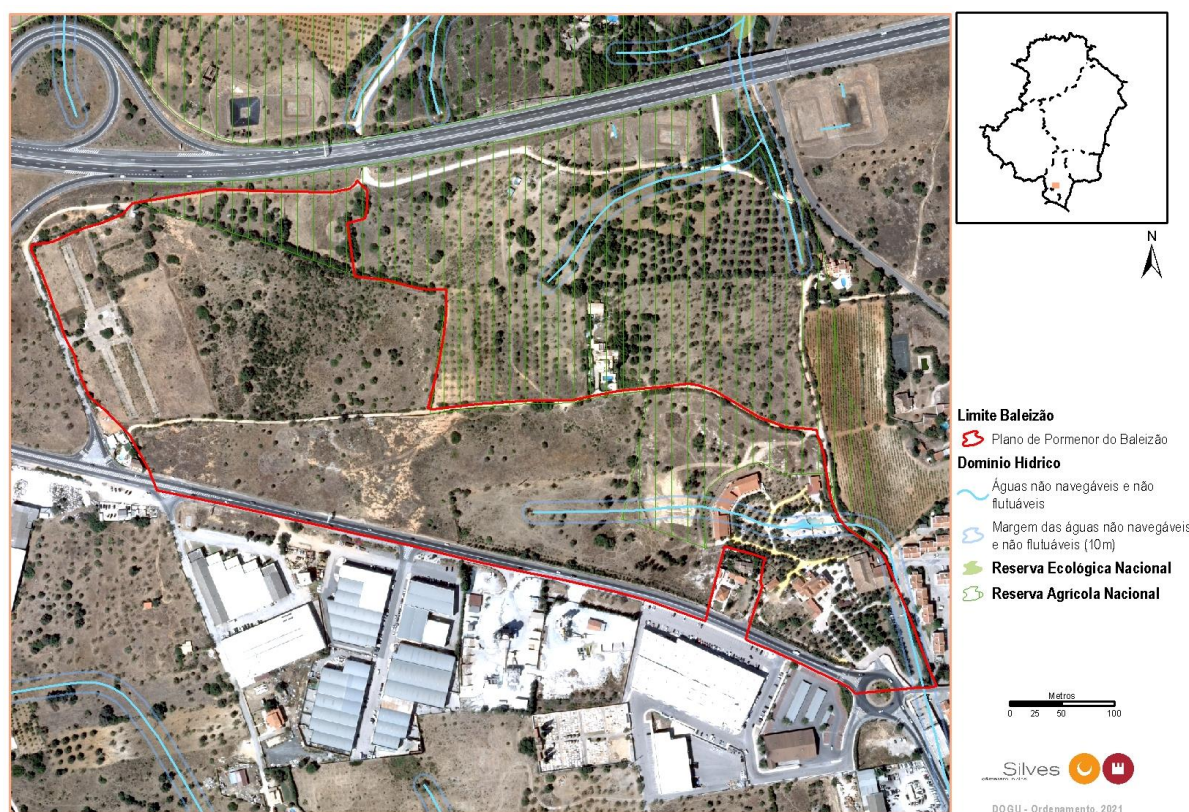 N
Limite Baleizão
Plano de Pormenor do Baleizão
Domínio Hídrico
Águas não navegáveis e não
flutuáveis
Margem das águas não navegáveis
e não flutuáveis (10m)
Reserva Ecológica Nacional
Reserva Agrícola Nacional
Metros
0 25 50 100
Silves
DOGU - Ordenamento, 2021